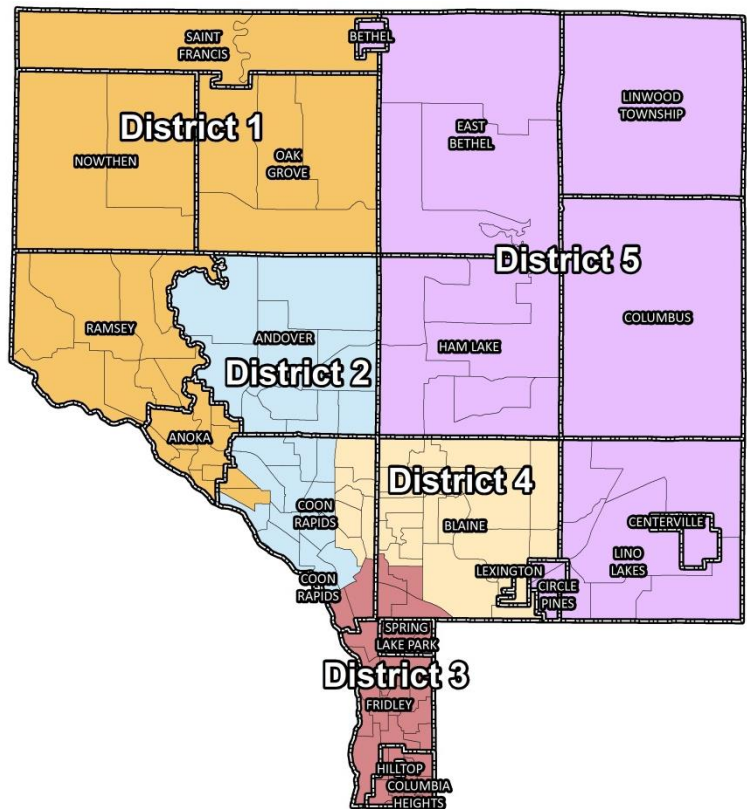 SAINT
FRANCIS
BETHEL
LINWOOD
TOWNSHIP
District 1
EAST
BETHEL
NOWTHEN
OAK
GROVE
District 5
RAMSEY
ANDOVER
HAM LAKE
COLUMBUS
District 2
ANOKA
District 4
COON
RAPIDS
BLAINE
CENTERVILLE
LINO
LAKES
LEXINGTON
COON
RAPIDS
CIRCLE
PINES
SPRING
LAKE PARK
District 3
FRIDLEY
HILLTOP
COLUMBIA
HEIGHTS